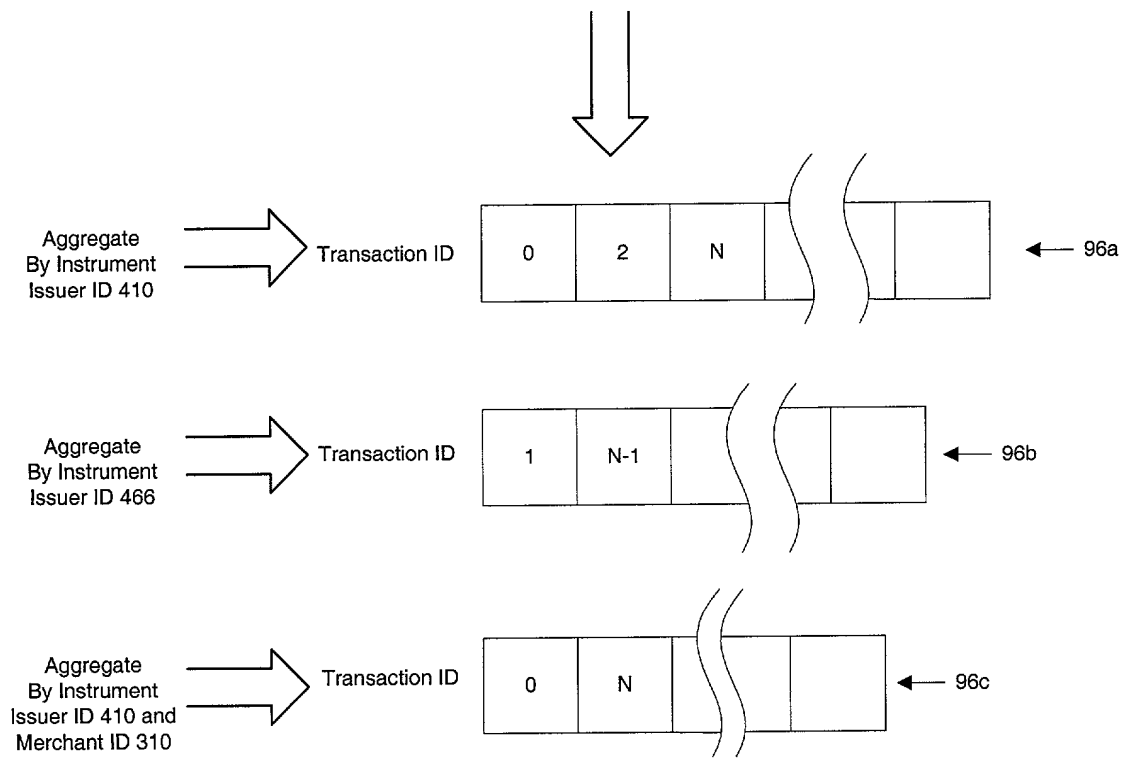 Aggregate
By Instrument
Issuer ID 410
Transaction ID
0 2 N
96a
Aggregate
By Instrument
Issuer ID 466
Transaction ID
1 N-1
96b
Aggregate
By Instrument
Issuer ID 410 and
Merchant ID 310
Transaction ID
0 N
96c